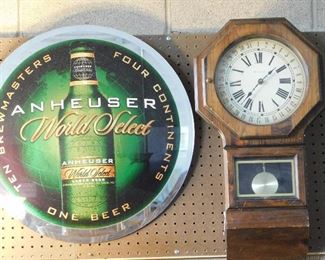 TEN BREWMASTERS FOUR CONTINENTS
ANHEUSER
World Select
ANHEUSER
World Select
ONE BEER